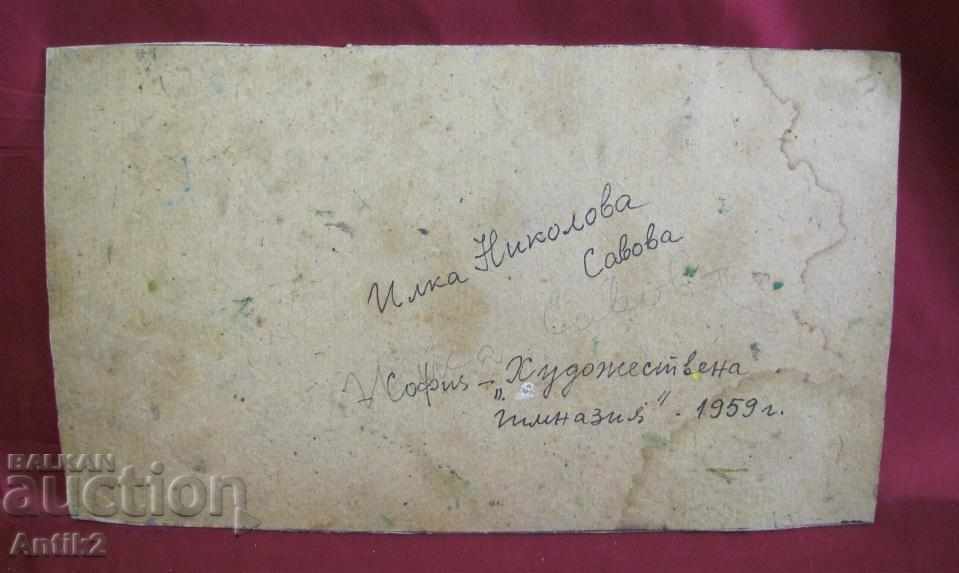 Илка Николова
Савова
София - „Художествена
гимназия" - 1959 г.
BALKAN
auction
Antik2